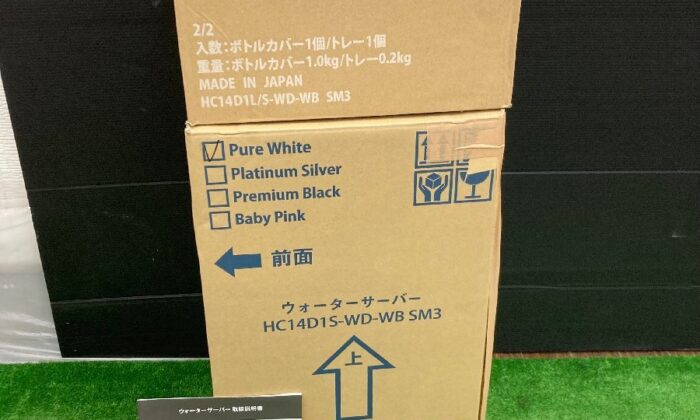 2/2
入数：ボトルカバー1個/トレー1個
重量：ボトルカバー1.0kg/トレー0.2kg
MADE IN JAPAN
HC14D1L/S-WD-WB SM3
Pure White
Platinum Silver
Premium Black
Baby Pink
前面
ウォーターサーバー
HC14D1S-WD-WB SM3
上
ウォーターサーバー 取扱説明書